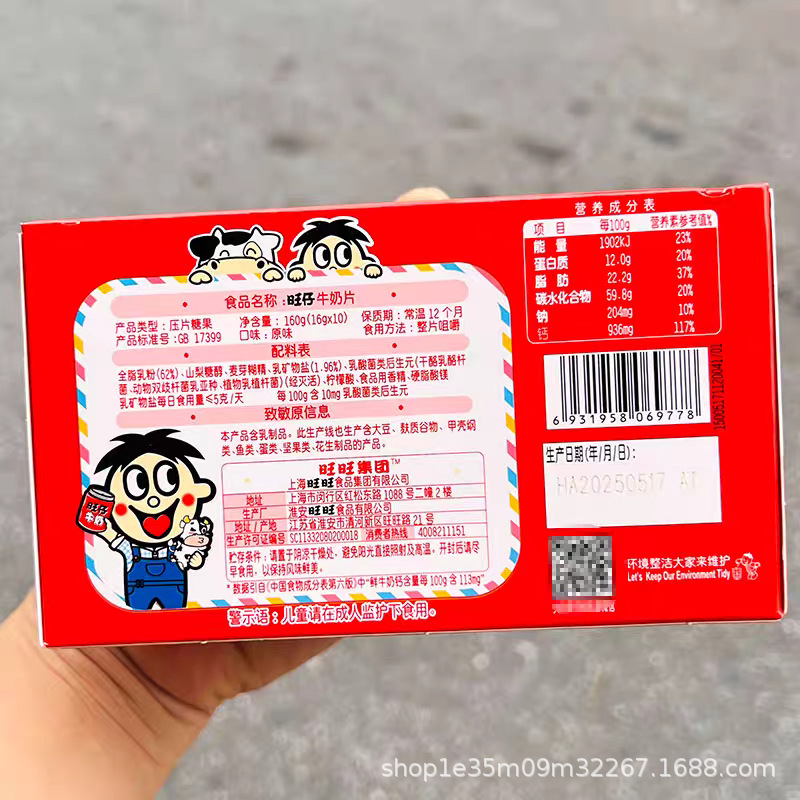 食品名称:旺仔牛奶片
产品类型:压片糖果 净含量:160g(16gx10) 保质期:常温12个月
产品标准号:GB 17399 口味:原味 食用方法:整片咀嚼
配料表
全脂乳粉(62%)、山梨糖醇、麦芽糊精、乳矿物盐(1.96%)、乳酸菌类后生元(干酪乳酪杆
菌、动物双歧杆菌乳亚种、植物乳植杆菌)(经灭活)、柠檬酸、食品用香精、硬脂酸镁
乳矿物盐每日食用量≤5克/天 每100g含10mg乳酸菌类后生元
致敏原信息
本产品含乳制品。此生产线也生产含大豆、麸质谷物、甲壳纲
类、鱼类、蛋类、坚果类、花生制品的产品。
旺旺集团™
上海旺旺食品集团有限公司
地址 上海市闵行区红松东路1088号二幢2楼
生产厂 淮安旺旺食品有限公司
地址/产地 江苏省淮安市清河新区旺旺路21号
生产许可证编号 SC11332080200018 消费者热线 4008211151
贮存条件:请置于阴凉干燥处,避免阳光直接照射及高温。开封后请尽
早食用,以保持风味鲜美。
*数据引自《中国食物成分表第六版》中"鲜牛奶钙含量每100g含113mg"
警示语:儿童请在成人监护下食用。
旺仔
牛奶
营养成分表
项目 每100g 营养素参考值%
能量 1902kJ 23%
蛋白质 12.0g 20%
脂肪 22.2g 37%
碳水化合物 59.8g 20%
钠 204mg 10%
钙 936mg 117%
6 931958 069778
生产日期(年/月/日):
HA20250517 AT
环境整洁大家来维护
Let's Keep Our Environment Tidy
shop1e35m09m32267.1688.com